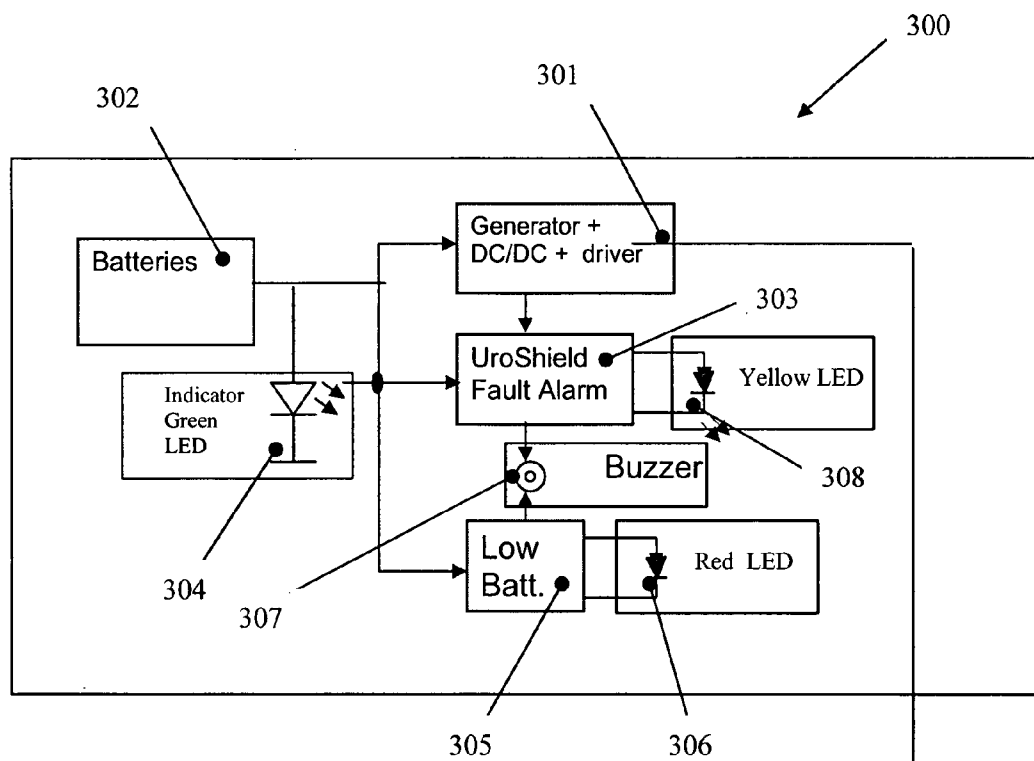 300
302
301
Generator +
DC/DC + driver
Batteries
303
UroShield
Fault Alarm
Yellow LED
Indicator
Green
LED
Buzzer
308
304
307
Low
Batt.
Red LED
305
306